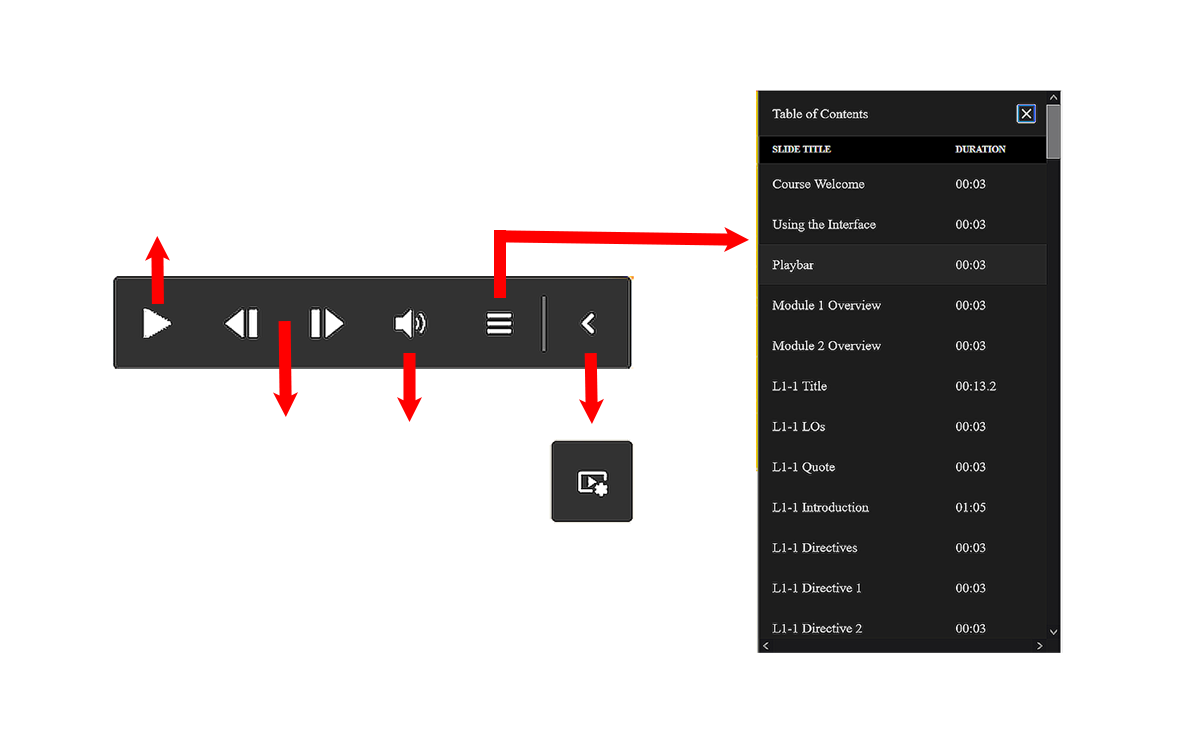 Table of Contents
SLIDE TITLE DURATION
Course Welcome 00:03
Using the Interface 00:03
Playbar 00:03
Module 1 Overview 00:03
Module 2 Overview 00:03
L1-1 Title 00:13.2
L1-1 LOs 00:03
L1-1 Quote 00:03
L1-1 Introduction 01:05
L1-1 Directives 00:03
L1-1 Directive 1 00:03
L1-1 Directive 2 00:03